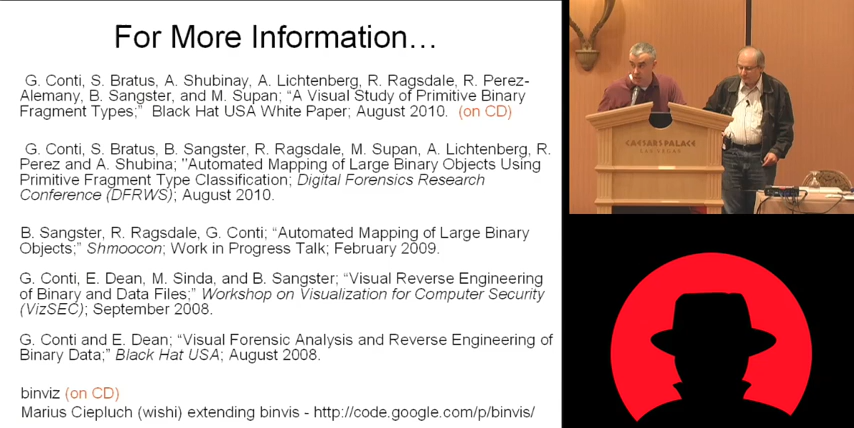 For More Information…
G. Conti, S. Bratus, A. Shubinay, A. Lichtenberg, R. Ragsdale, R. Perez-
Alemany, B. Sangster, and M. Supan; “A Visual Study of Primitive Binary
Fragment Types;” Black Hat USA White Paper; August 2010. (on CD)
G. Conti, S. Bratus, B. Sangster, R. Ragsdale, M. Supan, A. Lichtenberg, R.
Perez and A. Shubina; "Automated Mapping of Large Binary Objects Using
Primitive Fragment Type Classification; Digital Forensics Research
Conference (DFRWS); August 2010.
B. Sangster, R. Ragsdale, G. Conti; “Automated Mapping of Large Binary
Objects;” Shmoocon; Work in Progress Talk; February 2009.
G. Conti, E. Dean, M. Sinda, and B. Sangster; “Visual Reverse Engineering
of Binary and Data Files;” Workshop on Visualization for Computer Security
(VizSEC); September 2008.
G. Conti and E. Dean; “Visual Forensic Analysis and Reverse Engineering of
Binary Data;” Black Hat USA; August 2008.
binviz (on CD)
Marius Ciepluch (wishi) extending binvis - http://code.google.com/p/binvis/
CAESARS PALACE
LAS VEGAS